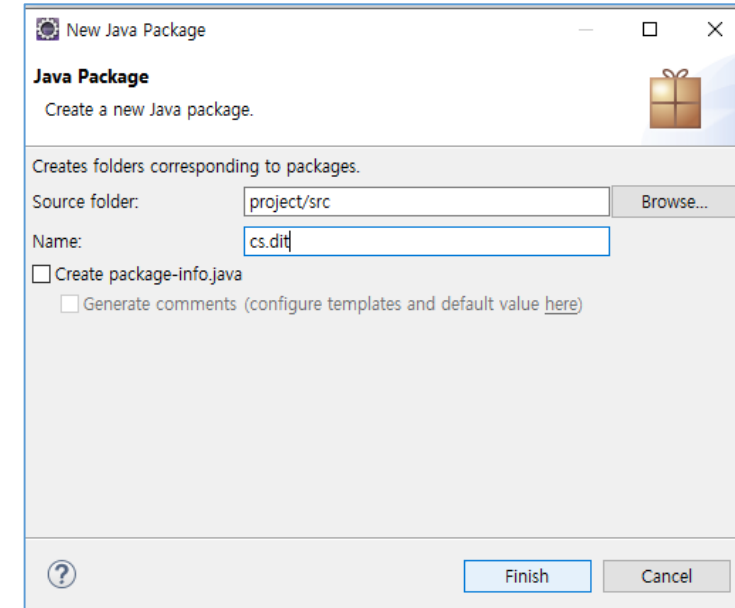 New Java Package
Java Package
Create a new Java package.
Creates folders corresponding to packages.
Source folder: project/src Browse...
Name: cs.dit
Create package-info.java
Generate comments (configure templates and default value here)
? Finish Cancel